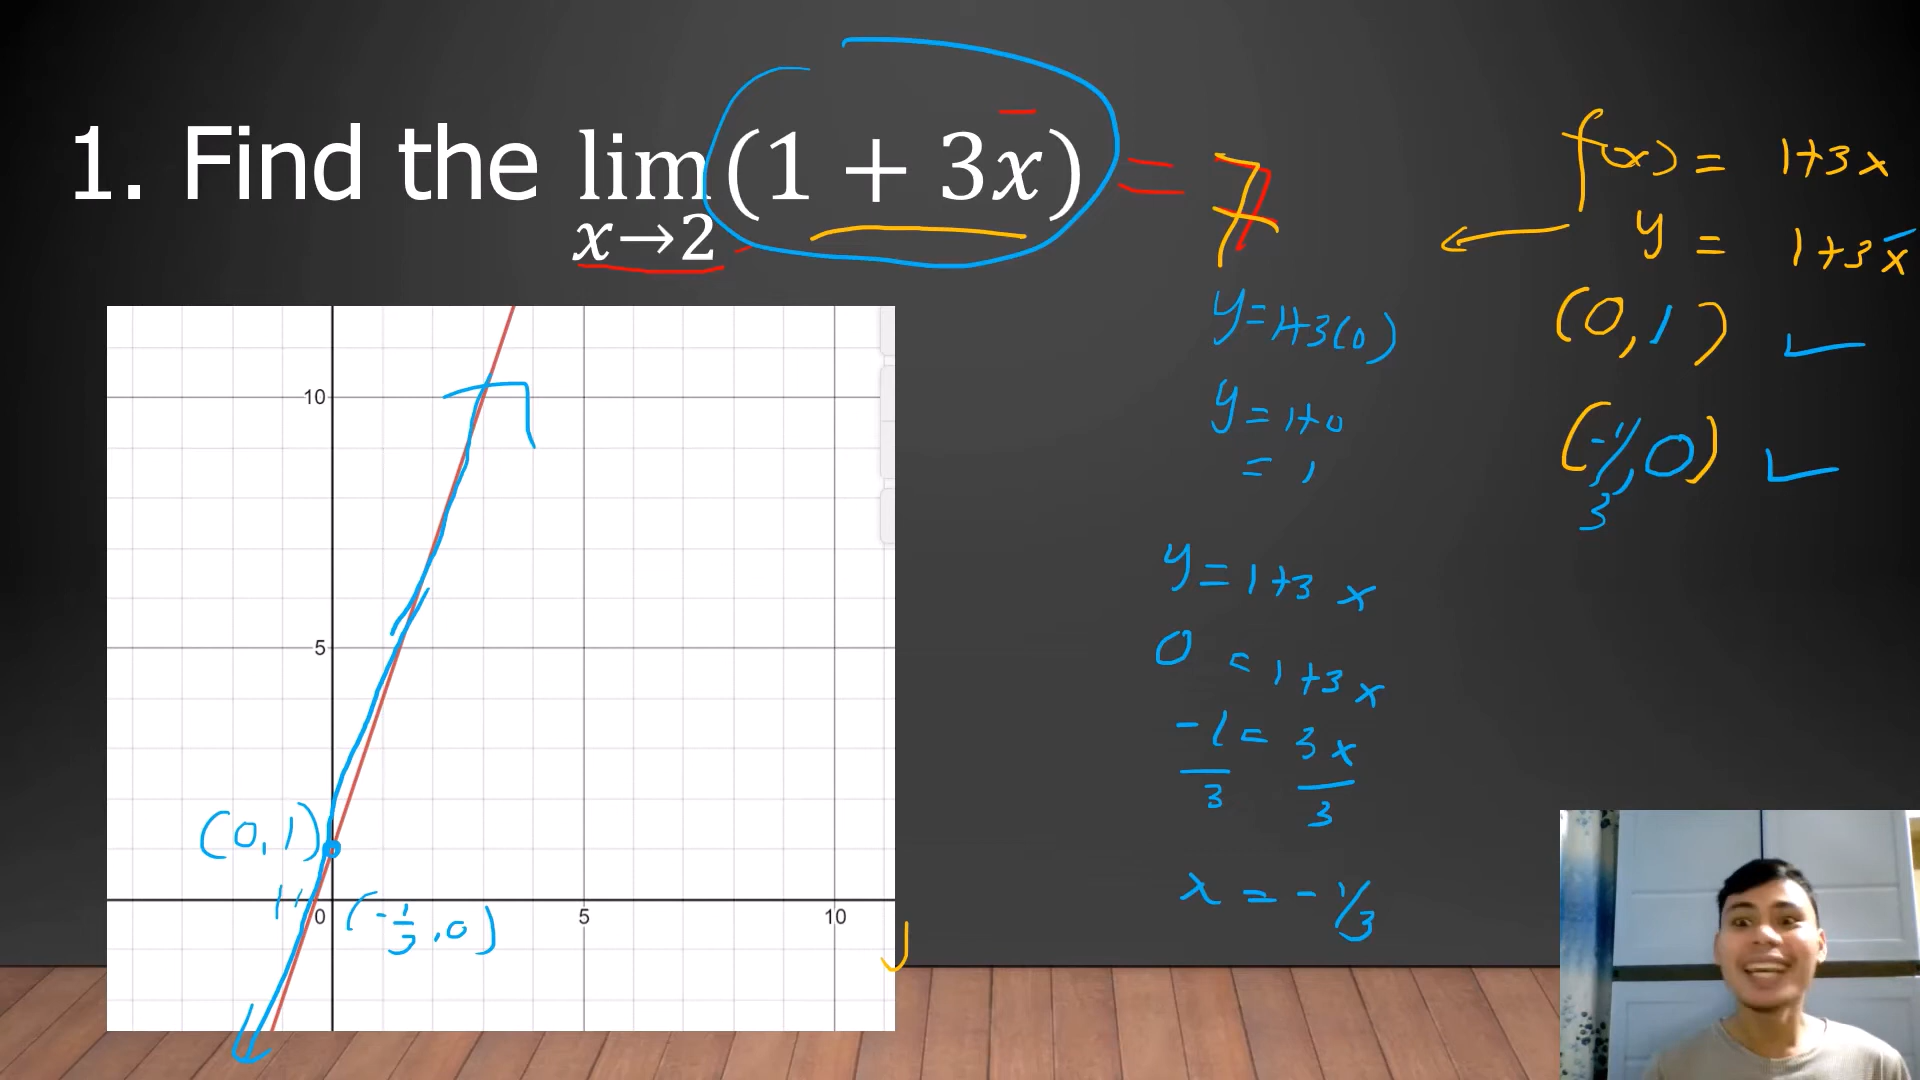 1. Find the lim (1 + 3x) = 7
x→2
f(x) = 1+3x
y = 1+3x
(0, 1) ✓
(-1/3, 0) ✓
y = 1+3(0)
y = 1+0
= 1
y = 1+3x
0 = 1+3x
-1 = 3x
3 3
x = -1/3
10
5
(0, 1)
0 (-1/3, 0) 5 10